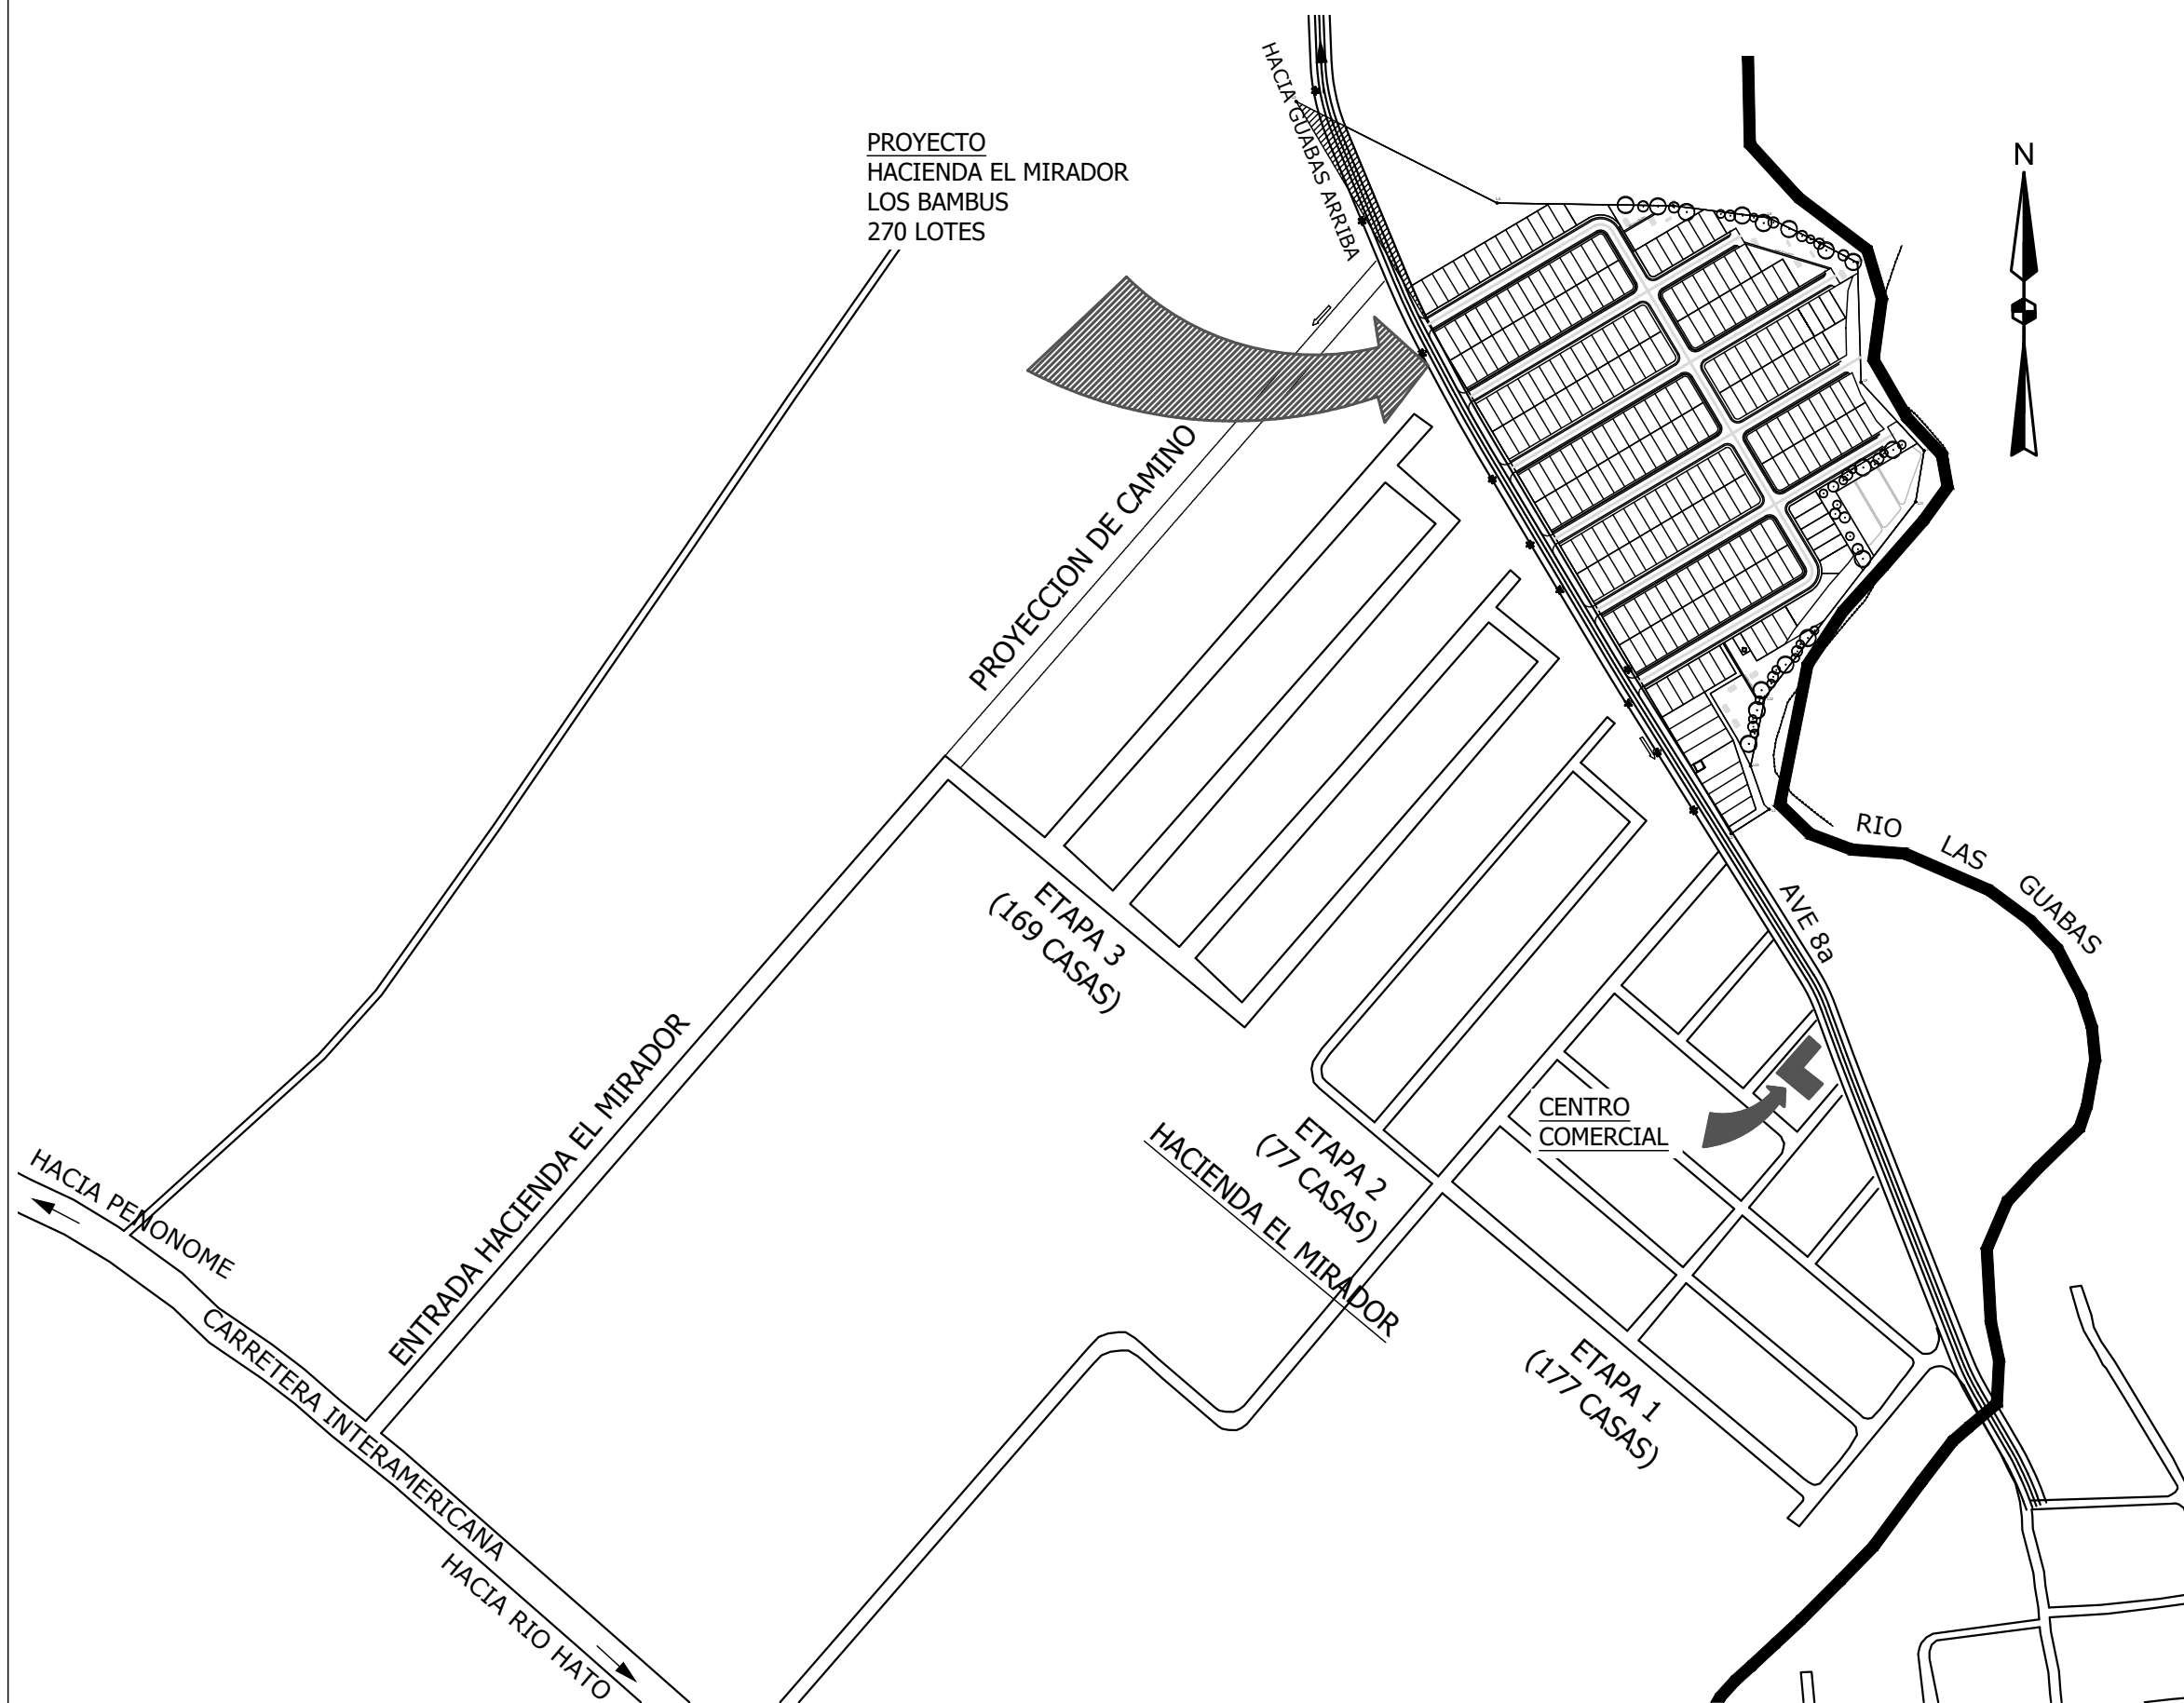 PROYECTO
HACIENDA EL MIRADOR
LOS BAMBUS
270 LOTES
HACIA GUABAS ARRIBA
N
PROYECCION DE CAMINO
RIO LAS GUABAS
AVE 8a
ETAPA 3
(169 CASAS)
ENTRADA HACIENDA EL MIRADOR
CENTRO
COMERCIAL
ETAPA 2
(77 CASAS)
HACIENDA EL MIRADOR
HACIA PENONOME
CARRETERA INTERAMERICANA
ETAPA 1
(177 CASAS)
HACIA RIO HATO